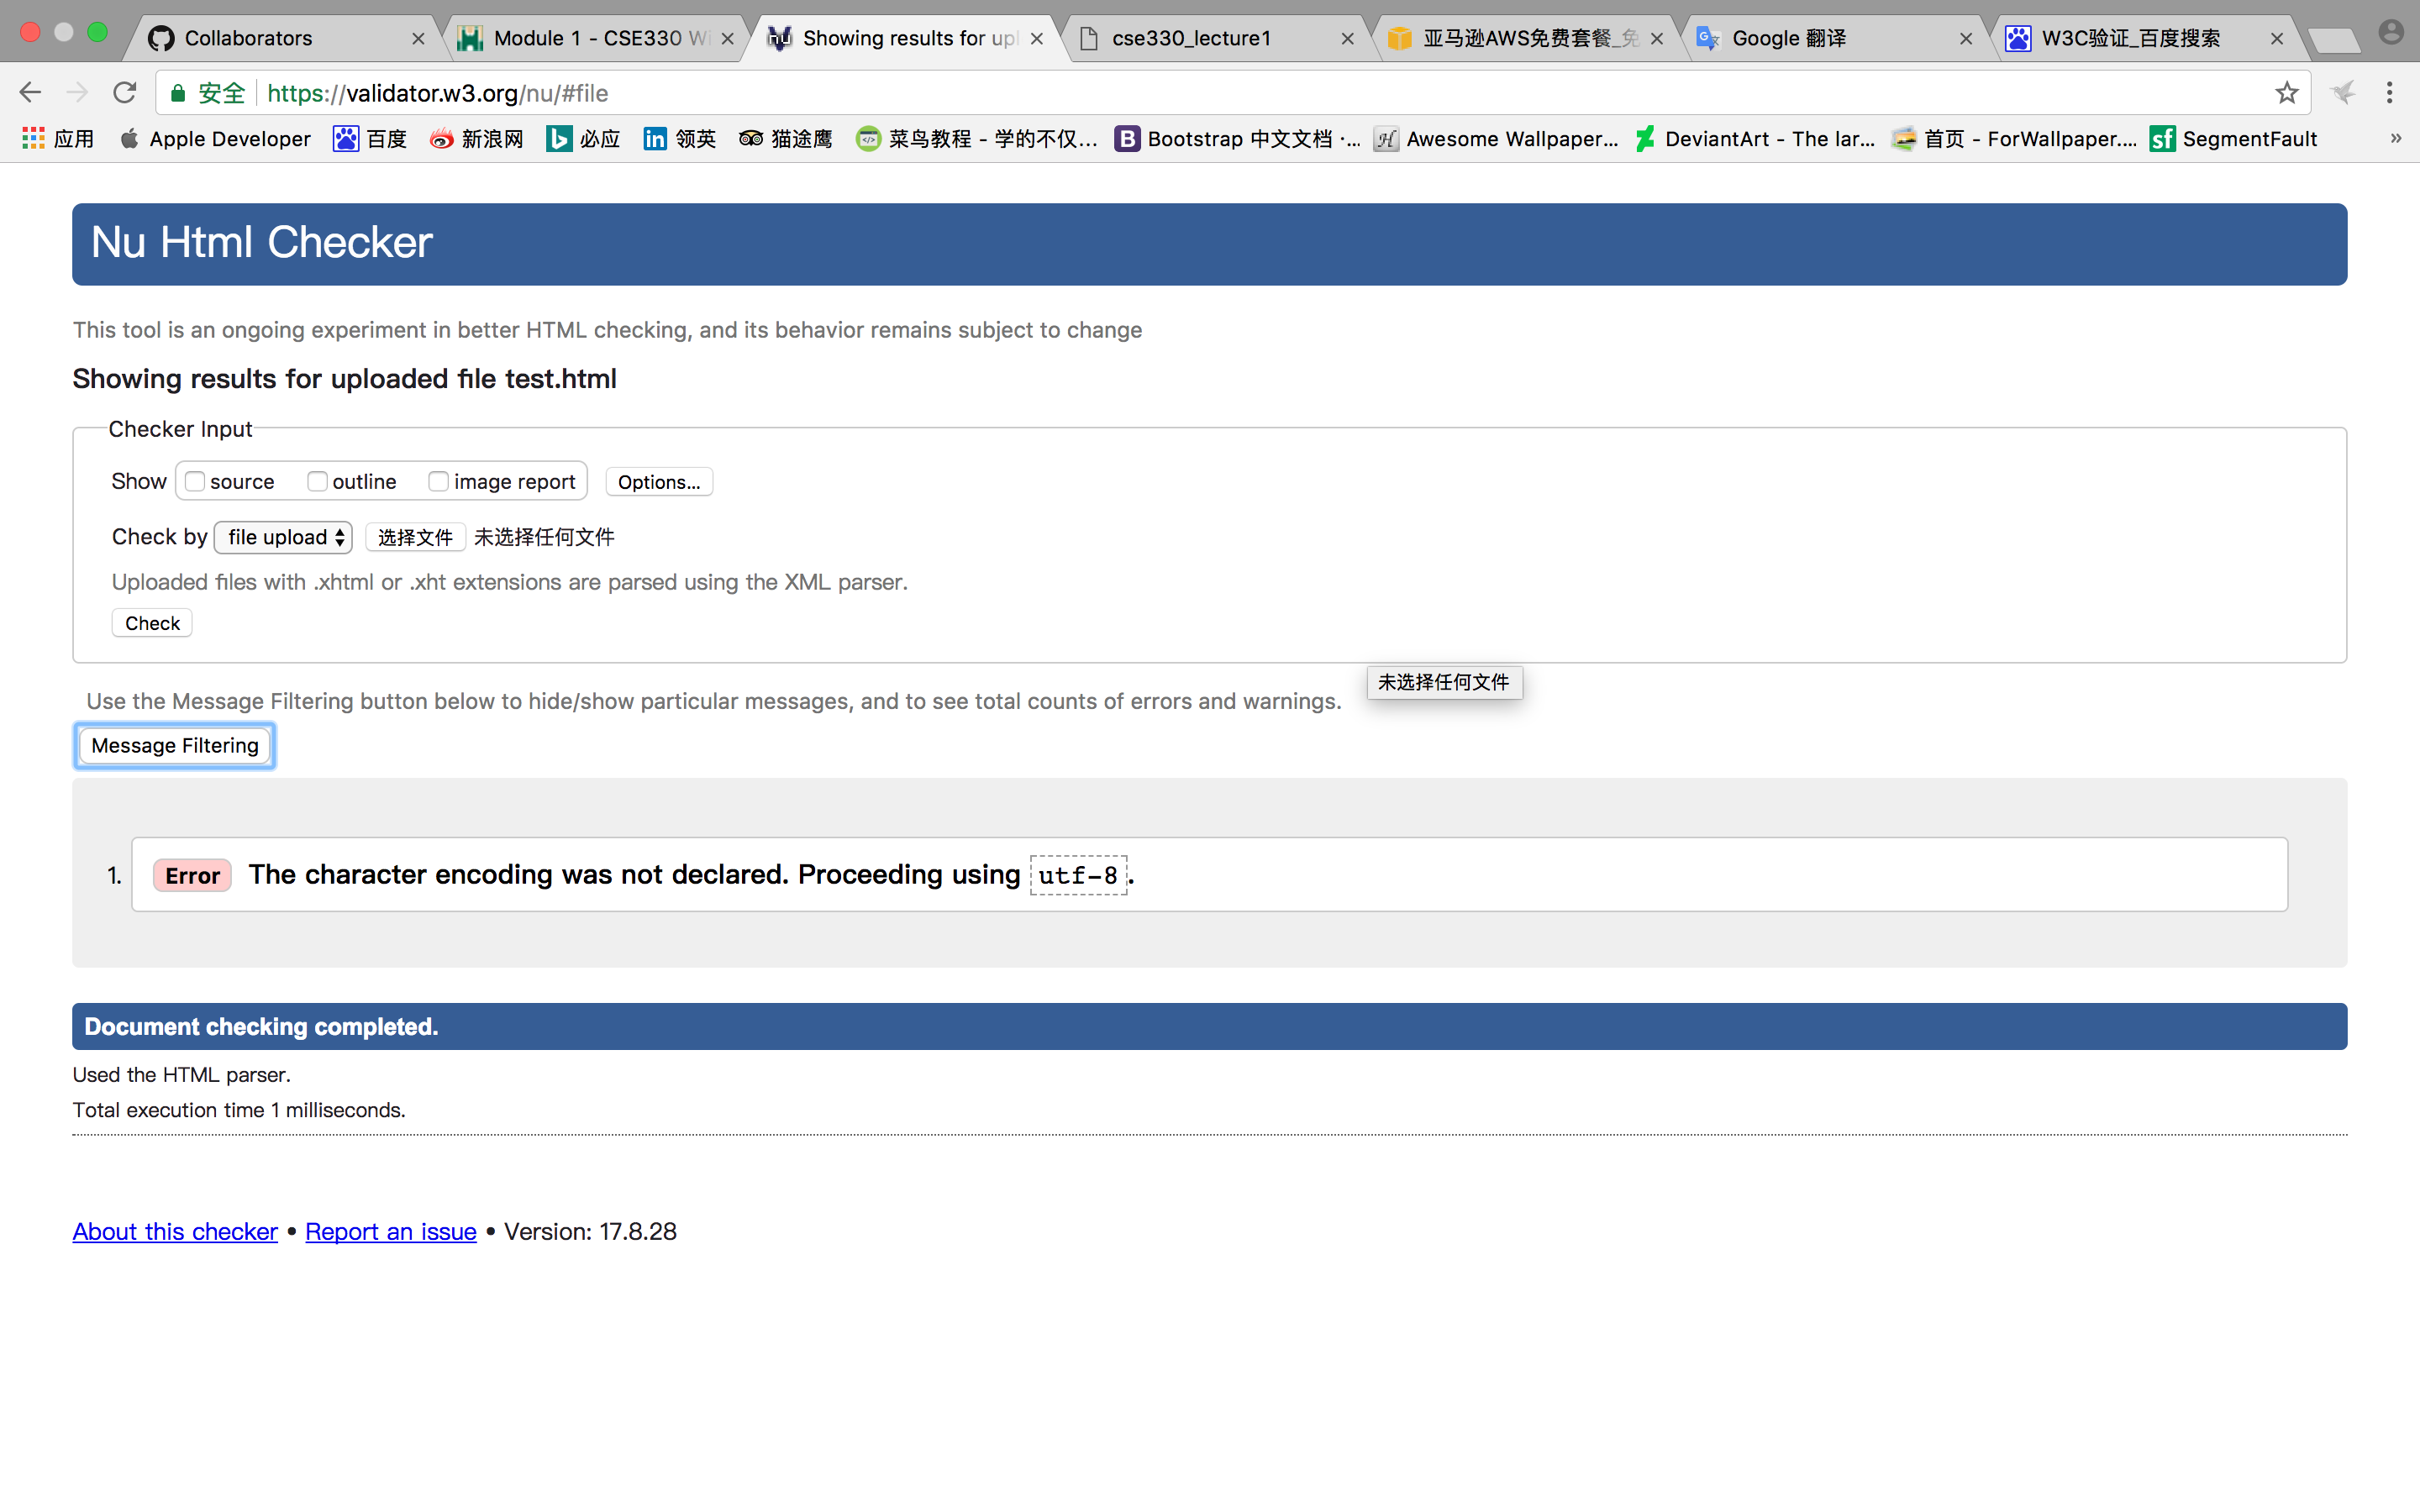 Collaborators
Module 1 - CSE330 Wi
Showing results for upl
cse330_lecture1
亚马逊AWS免费套餐_免
Google 翻译
W3C验证_百度搜索
安全 https://validator.w3.org/nu/#file
应用 Apple Developer 百度 新浪网 必应 领英 猫途鹰 菜鸟教程 - 学的不仅... Bootstrap 中文文档 ·... Awesome Wallpaper... DeviantArt - The lar... 首页 - ForWallpaper.... SegmentFault »
Nu Html Checker
This tool is an ongoing experiment in better HTML checking, and its behavior remains subject to change
Showing results for uploaded file test.html
Checker Input
Show source outline image report Options...
Check by file upload 选择文件 未选择任何文件
Uploaded files with .xhtml or .xht extensions are parsed using the XML parser.
Check
未选择任何文件
Use the Message Filtering button below to hide/show particular messages, and to see total counts of errors and warnings.
Message Filtering
1. Error The character encoding was not declared. Proceeding using utf-8.
Document checking completed.
Used the HTML parser.
Total execution time 1 milliseconds.
About this checker • Report an issue • Version: 17.8.28